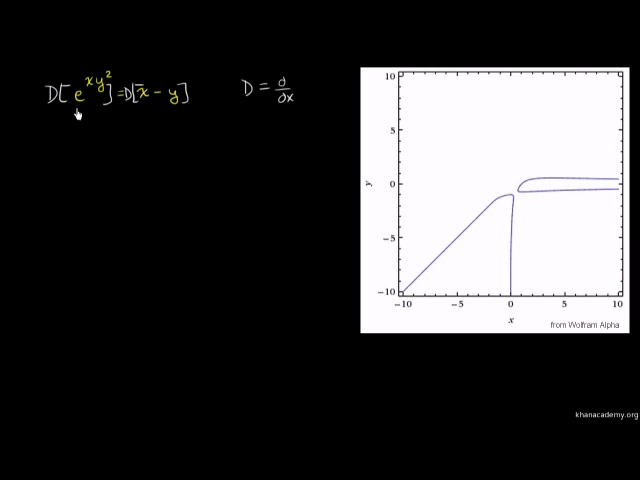 D[e^{xy^2}] = D[x - y]
D = d/dx
10
5
0
-5
-10
y
-10
-5
0
5
10
x
from Wolfram Alpha
khanacademy.org